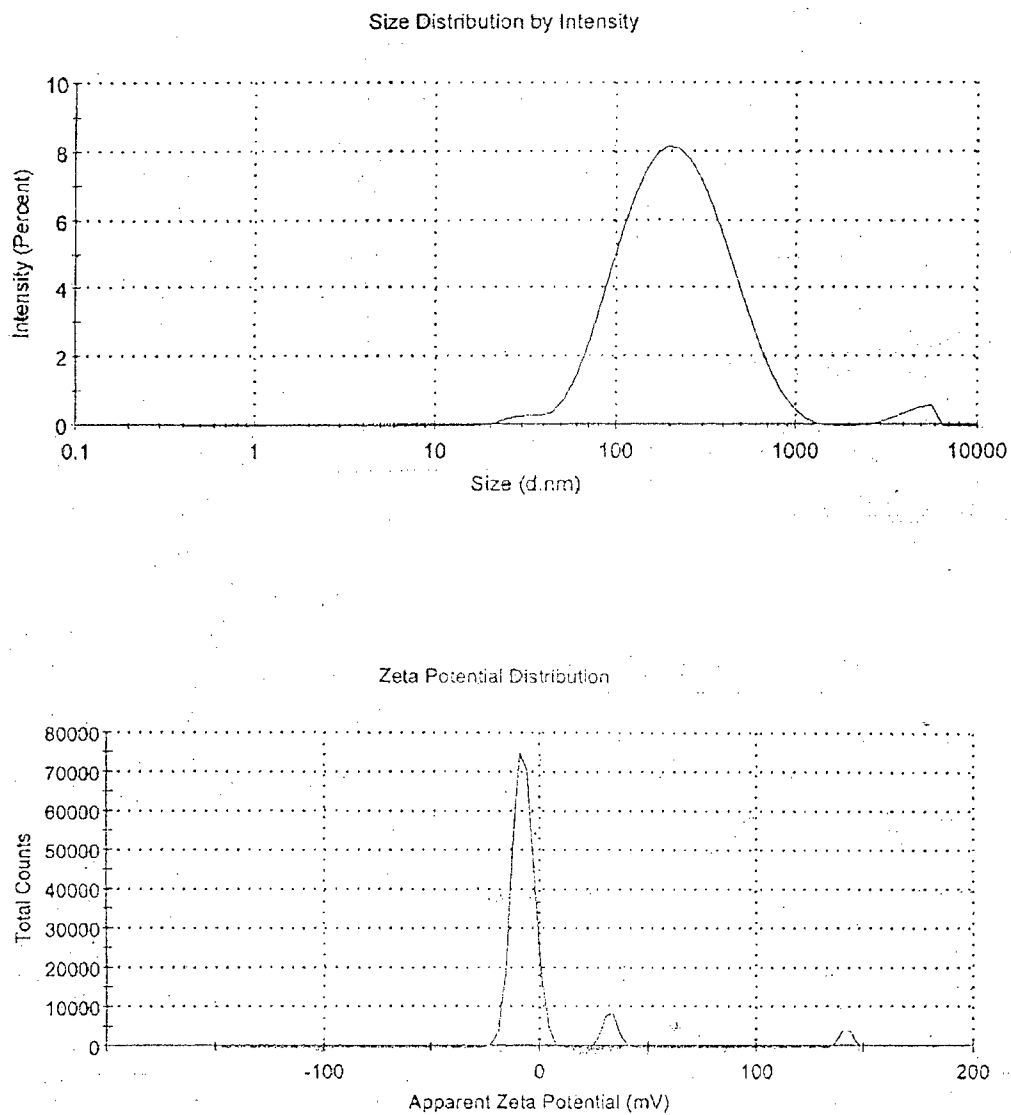 Size Distribution by Intensity
10
8
6
4
2
0
Intensity (Percent)
0.1 1 10 100 1000 10000
Size (d.nm)
Zeta Potential Distribution
80000
70000
60000
50000
40000
30000
20000
10000
0
Total Counts
-100 0 100 200
Apparent Zeta Potential (mV)